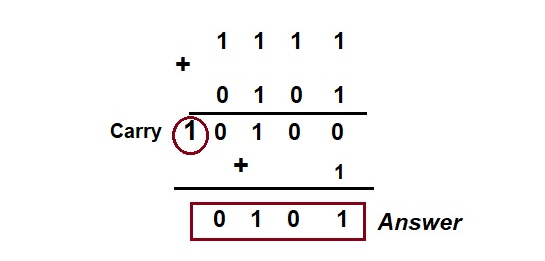 1 1 1 1
+
0 1 0 1
Carry 1 0 1 0 0
+ 1
0 1 0 1 Answer